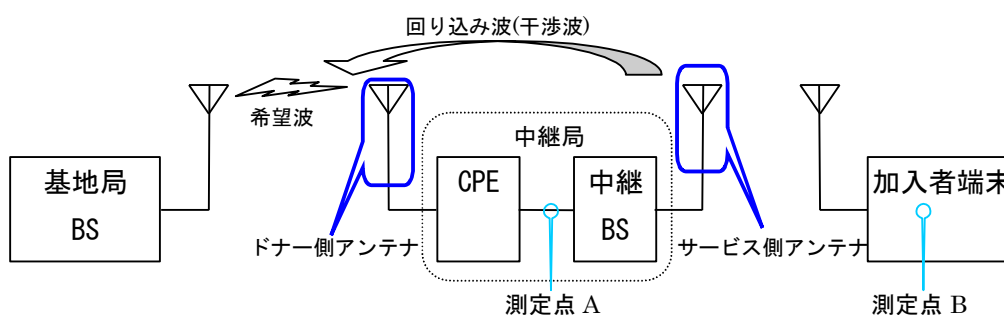 回り込み波(干渉波)
希望波
中継局
基地局
BS
CPE
中継
BS
加入者端末
ドナー側アンテナ
サービス側アンテナ
測定点 A
測定点 B